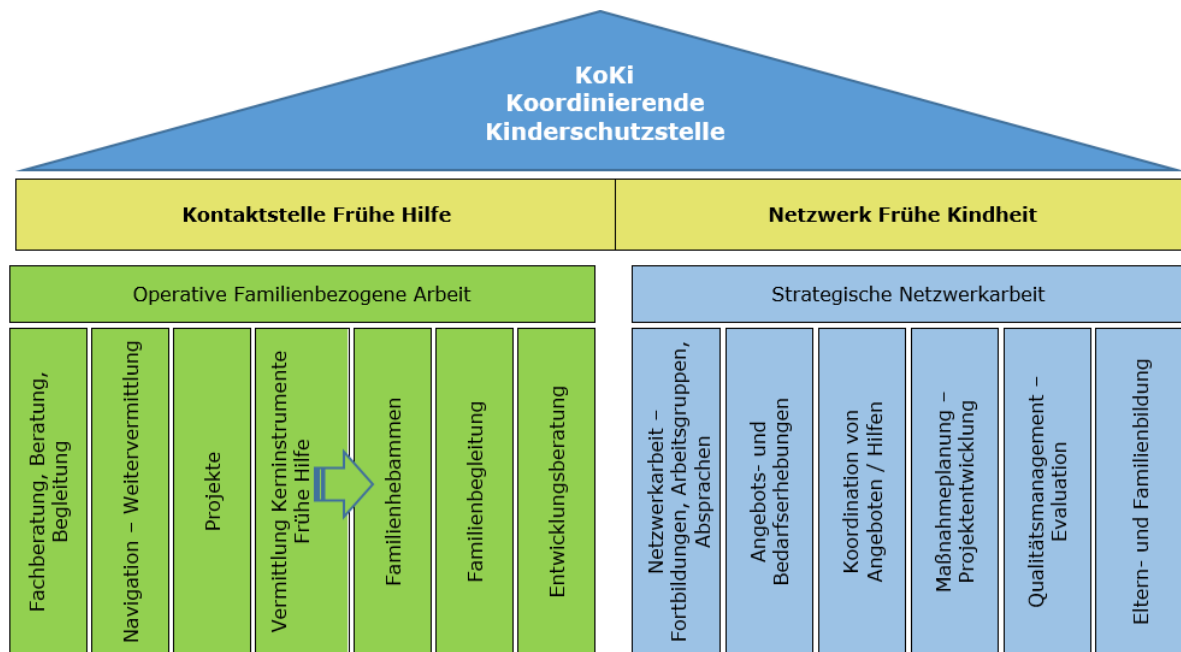 KoKi
Koordinierende
Kinderschutzstelle
Kontaktstelle Frühe Hilfe
Netzwerk Frühe Kindheit
Operative Familienbezogene Arbeit
Strategische Netzwerkarbeit
Fachberatung, Beratung,
Begleitung
Navigation – Weitervermittlung
Projekte
Vermittlung Kerninstrumente
Frühe Hilfe
Familienhebammen
Familienbegleitung
Entwicklungsberatung
Netzwerkarbeit –
Fortbildungen, Arbeitsgruppen,
Absprachen
Angebots- und
Bedarfserhebungen
Koordination von
Angeboten / Hilfen
Maßnahmeplanung –
Projektentwicklung
Qualitätsmanagement –
Evaluation
Eltern- und Familienbildung